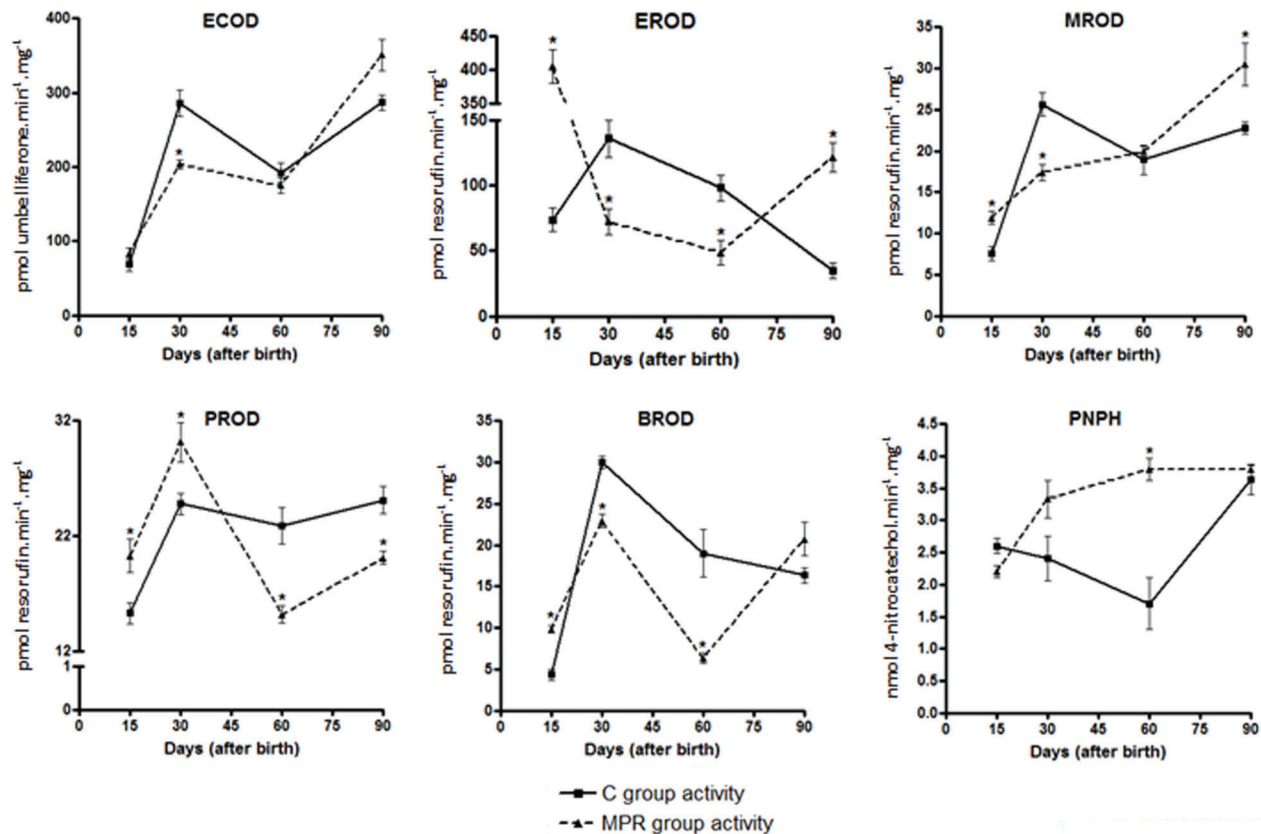 ECOD
pmol umbelliferone.min⁻¹.mg⁻¹
400
300
200
100
0
0 15 30 45 60 75 90
Days (after birth)
*
EROD
pmol resorufin.min⁻¹.mg⁻¹
450
400
350
150
100
50
0
0 15 30 45 60 75 90
Days (after birth)
*
*
*
*
MROD
pmol resorufin.min⁻¹.mg⁻¹
35
30
25
20
15
10
5
0
0 15 30 45 60 75 90
Days (after birth)
*
*
*
PROD
pmol resorufin.min⁻¹.mg⁻¹
32
22
12
1
0
0 15 30 45 60 75 90
Days (after birth)
*
*
*
*
BROD
pmol resorufin.min⁻¹.mg⁻¹
35
30
25
20
15
10
5
0
0 15 30 45 60 75 90
Days (after birth)
*
*
*
PNPH
nmol 4-nitrocatechol.min⁻¹.mg⁻¹
4.5
4.0
3.5
3.0
2.5
2.0
1.5
1.0
0.5
0.0
0 15 30 45 60 75 90
Days (after birth)
*
C group activity
MPR group activity